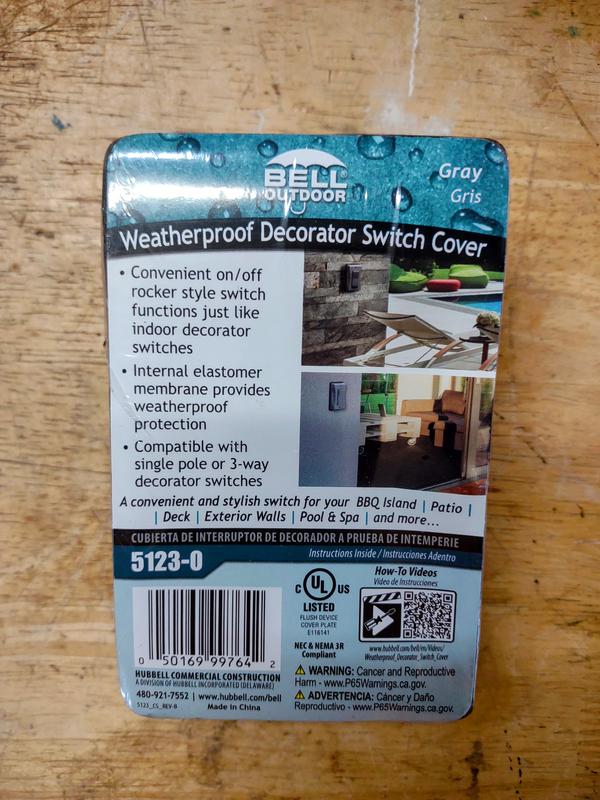 BELL
OUTDOOR
Gray
Gris
Weatherproof Decorator Switch Cover
• Convenient on/off
rocker style switch
functions just like
indoor decorator
switches
• Internal elastomer
membrane provides
weatherproof
protection
• Compatible with
single pole or 3-way
decorator switches
A convenient and stylish switch for your BBQ Island | Patio |
| Deck | Exterior Walls | Pool & Spa | and more...
CUBIERTA DE INTERRUPTOR DE DECORADOR A PRUEBA DE INTEMPERIE
5123-0
Instructions Inside / Instrucciones Adentro
0 50169 99764 2
HUBBELL COMMERCIAL CONSTRUCTION
A DIVISION OF HUBBELL INCORPORATED (DELAWARE)
480-921-7552 | www.hubbell.com/bell
5123_CS_REV-B Made in China
C UL US
LISTED
FLUSH DEVICE
COVER PLATE
E116141
NEC & NEMA 3R
Compliant
How-To Videos
Video de Instrucciones
www.hubbell.com/bell/en/Videos/
Weatherproof_Decorator_Switch_Cover
WARNING: Cancer and Reproductive
Harm - www.P65Warnings.ca.gov.
ADVERTENCIA: Cáncer y Daño
Reproductivo - www.P65Warnings.ca.gov.